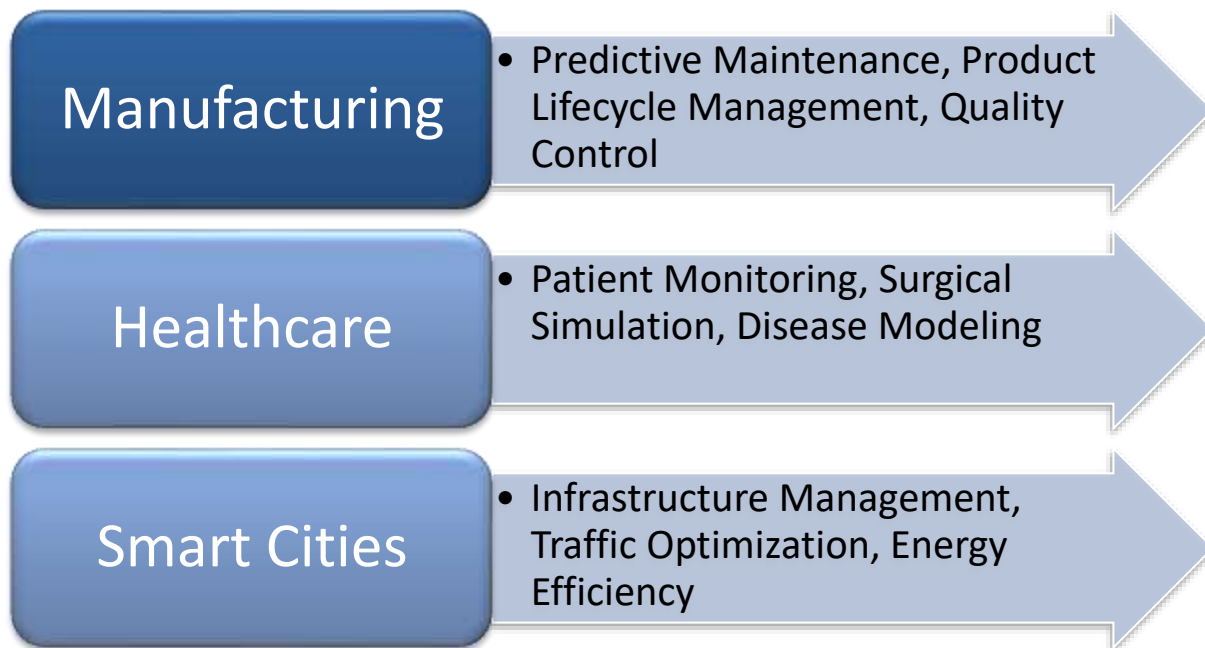 Manufacturing
• Predictive Maintenance, Product
Lifecycle Management, Quality
Control
Healthcare
• Patient Monitoring, Surgical
Simulation, Disease Modeling
Smart Cities
• Infrastructure Management,
Traffic Optimization, Energy
Efficiency